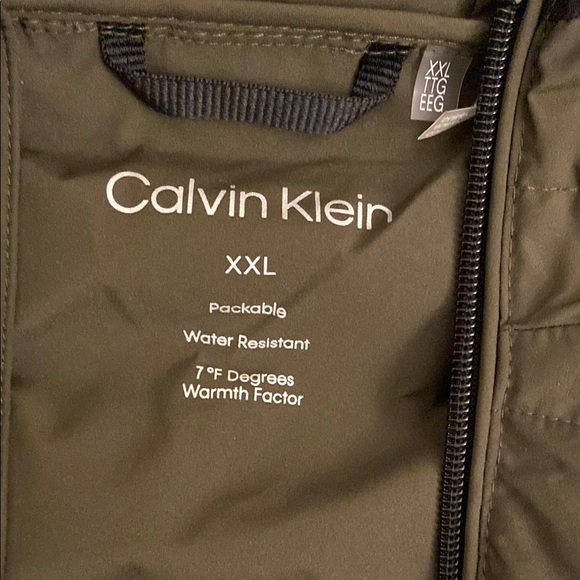 XXL
TTG
EEG
Calvin Klein
XXL
Packable
Water Resistant
7 °F Degrees
Warmth Factor